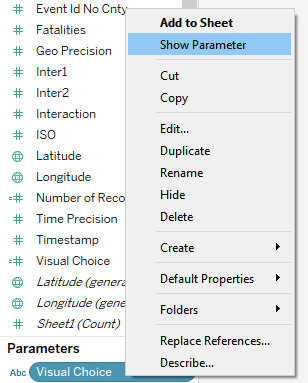 Event Id No Cnty
Fatalities
Geo Precision
Inter1
Inter2
Interaction
ISO
Latitude
Longitude
Number of Reco
Time Precision
Timestamp
Visual Choice
Latitude (genera
Longitude (gene
Sheet1 (Count)
Parameters
Abc Visual Choice
Add to Sheet
Show Parameter
Cut
Copy
Edit...
Duplicate
Rename
Hide
Delete
Create
Default Properties
Folders
Replace References...
Describe...